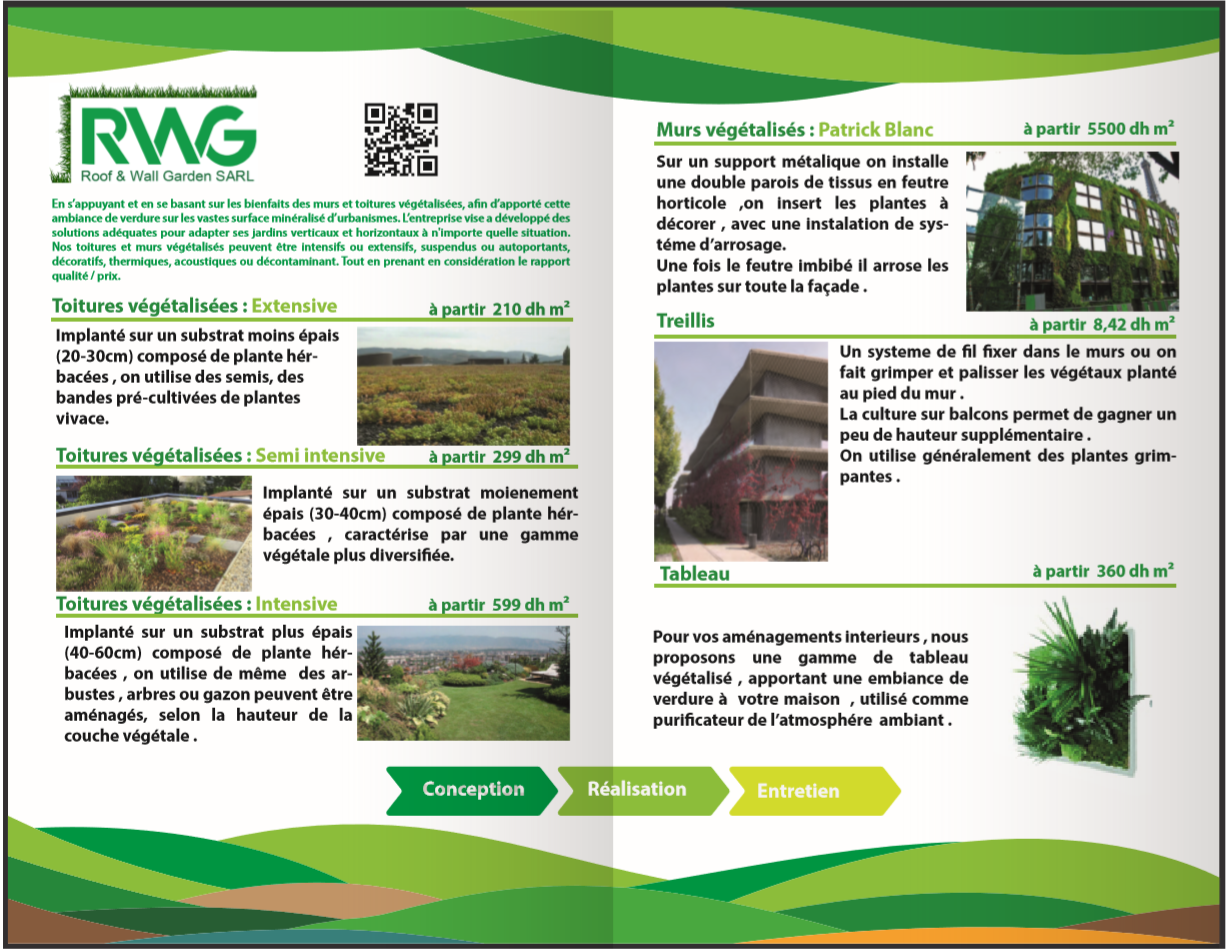 RWG
Roof & Wall Garden SARL
En s'appuyant et en se basant sur les bienfaits des murs et toitures végétalisées, afin d'apporté cette
ambiance de verdure sur les vastes surface minéralisé d'urbanismes. L'entreprise vise a développé des
solutions adéquates pour adapter ses jardins verticaux et horizontaux à n'importe quelle situation.
Nos toitures et murs végétalisés peuvent être intensifs ou extensifs, suspendus ou autoportants,
décoratifs, thermiques, acoustiques ou décontaminant. Tout en prenant en considération le rapport
qualité / prix.
Toitures végétalisées : Extensive à partir 210 dh m²
Implanté sur un substrat moins épais
(20-30cm) composé de plante hér-
bacées , on utilise des semis, des
bandes pré-cultivées de plantes
vivace.
Toitures végétalisées : Semi intensive à partir 299 dh m²
Implanté sur un substrat moienement
épais (30-40cm) composé de plante hér-
bacées , caractérise par une gamme
végétale plus diversifiée.
Toitures végétalisées : Intensive à partir 599 dh m²
Implanté sur un substrat plus épais
(40-60cm) composé de plante hér-
bacées , on utilise de même des ar-
bustes , arbres ou gazon peuvent être
aménagés, selon la hauteur de la
couche végétale .
Murs végétalisés : Patrick Blanc à partir 5500 dh m²
Sur un support métalique on installe
une double parois de tissus en feutre
horticole ,on insert les plantes à
décorer , avec une instalation de sys-
téme d'arrosage.
Une fois le feutre imbibé il arrose les
plantes sur toute la façade .
Treillis à partir 8,42 dh m²
Un systeme de fil fixer dans le murs ou on
fait grimper et palisser les végétaux planté
au pied du mur .
La culture sur balcons permet de gagner un
peu de hauteur supplémentaire .
On utilise généralement des plantes grim-
pantes .
Tableau à partir 360 dh m²
Pour vos aménagements interieurs , nous
proposons une gamme de tableau
végétalisé , apportant une embiance de
verdure à votre maison , utilisé comme
purificateur de l'atmosphére ambiant .
Conception Réalisation Entretien